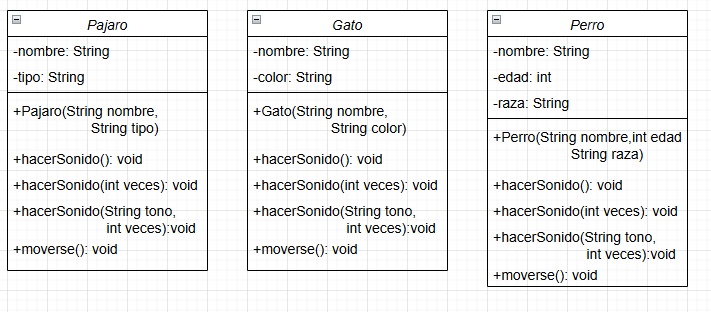 Pajaro
-nombre: String
-tipo: String
+Pajaro(String nombre,
String tipo)
+hacerSonido(): void
+hacerSonido(int veces): void
+hacerSonido(String tono,
int veces):void
+moverse(): void
Gato
-nombre: String
-color: String
+Gato(String nombre,
String color)
+hacerSonido(): void
+hacerSonido(int veces): void
+hacerSonido(String tono,
int veces):void
+moverse(): void
Perro
-nombre: String
-edad: int
-raza: String
+Perro(String nombre,int edad
String raza)
+hacerSonido(): void
+hacerSonido(int veces): void
+hacerSonido(String tono,
int veces):void
+moverse(): void